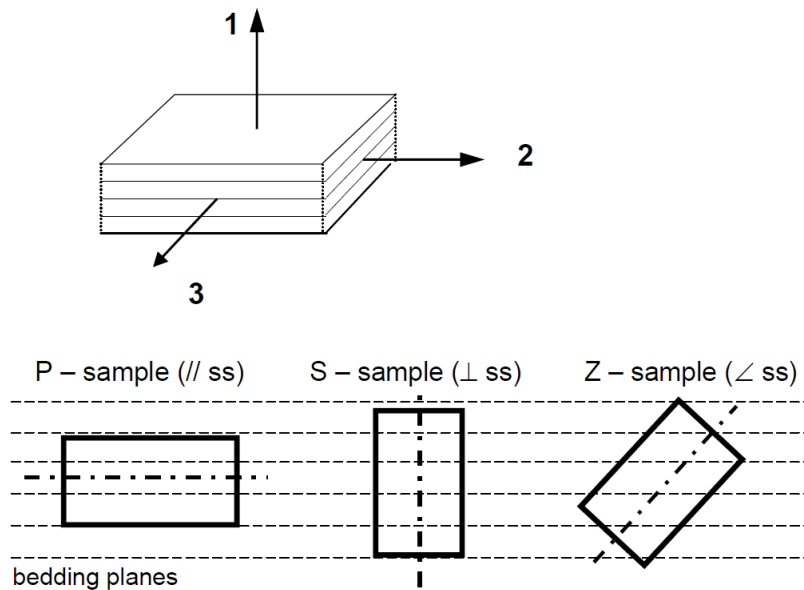 1
2
3
P – sample (// ss)
S – sample (⊥ ss)
Z – sample (∠ ss)
bedding planes